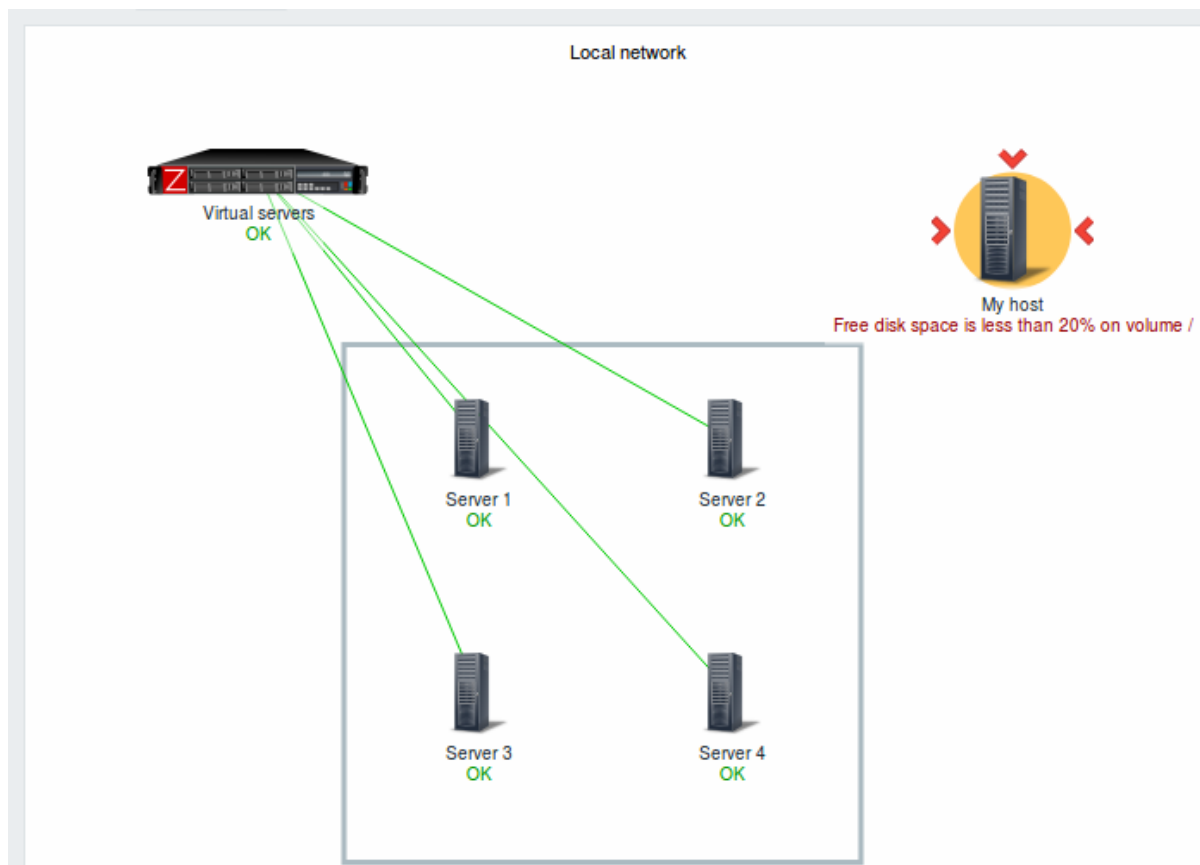 Local network
Z
Virtual servers
OK
My host
Free disk space is less than 20% on volume /
Server 1
OK
Server 2
OK
Server 3
OK
Server 4
OK